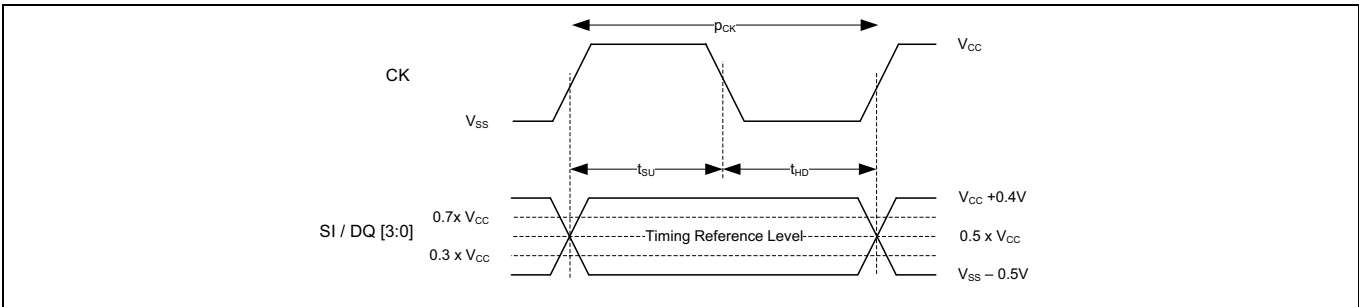 pCK
CK
VCC
VSS
tSU
tHD
SI / DQ [3:0]
0.7x VCC
0.3 x VCC
Timing Reference Level
VCC +0.4V
0.5 x VCC
VSS – 0.5V